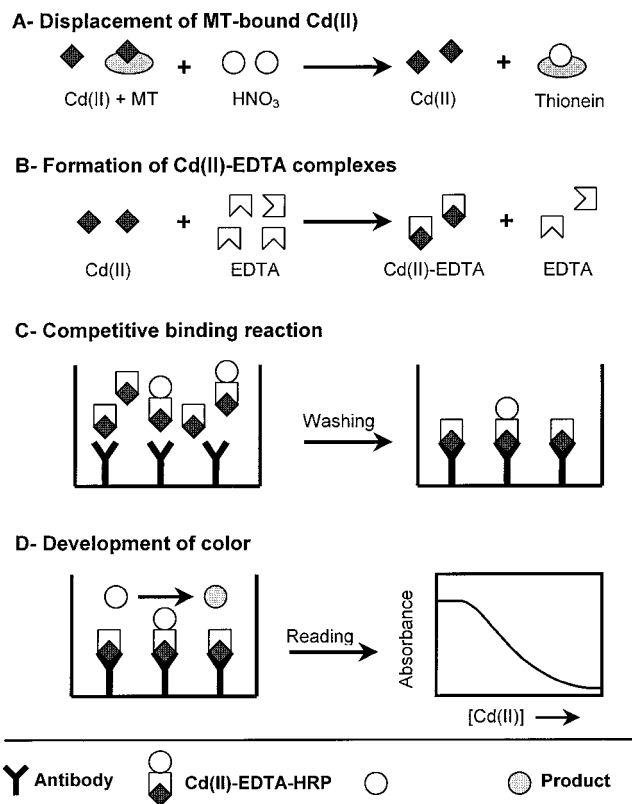 A- Displacement of MT-bound Cd(II)
+ +
Cd(II) + MT HNO₃ Cd(II) Thionein
B- Formation of Cd(II)-EDTA complexes
+ +
Cd(II) EDTA Cd(II)-EDTA EDTA
C- Competitive binding reaction
Washing
D- Development of color
Reading
Absorbance
[Cd(II)]
Antibody Cd(II)-EDTA-HRP Product